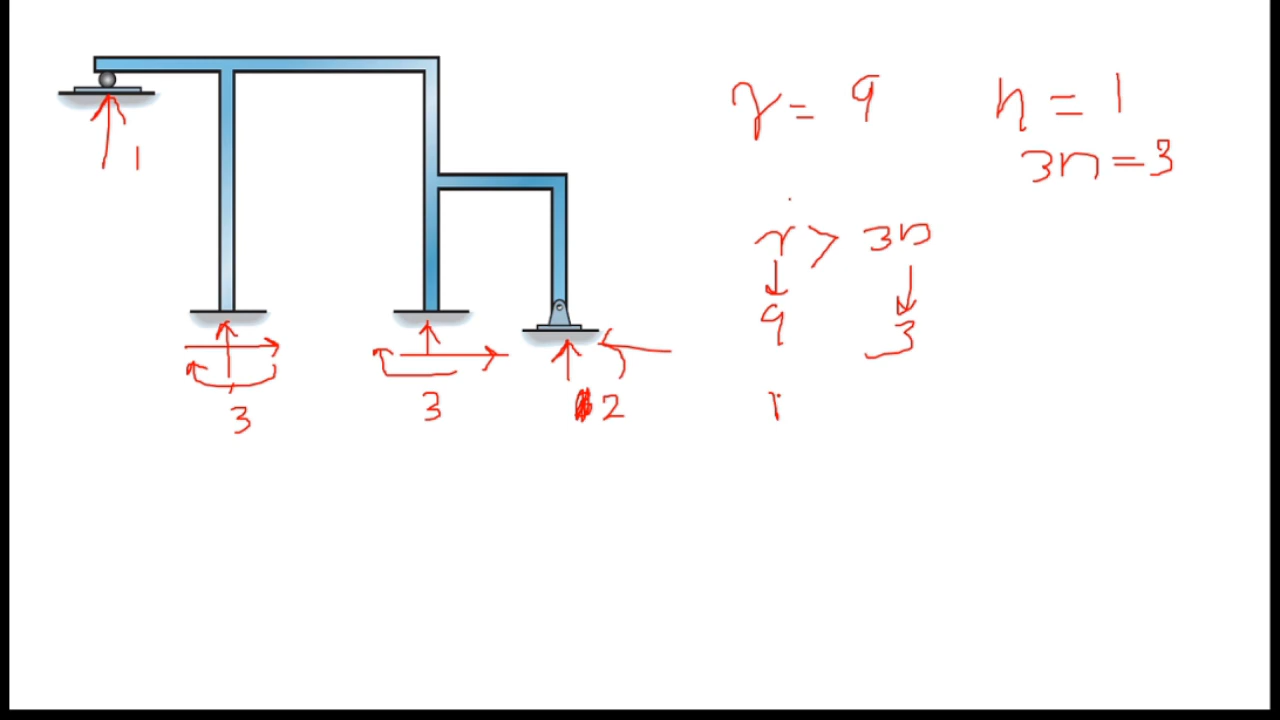 1
3
3
2
r = 9
n = 1
3n = 3
r > 3n
9 3